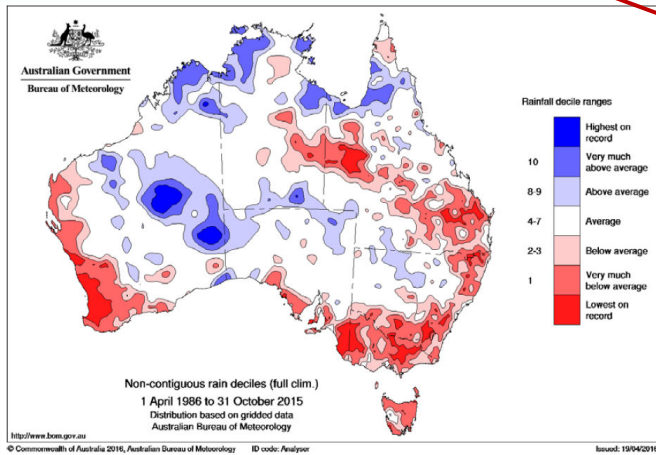 Australian Government
Bureau of Meteorology
Rainfall decile ranges
Highest on
record
10
Very much
above average
8-9
Above average
4-7
Average
2-3
Below average
1
Very much
below average
Lowest on
record
Non-contiguous rain deciles (full clim.)
1 April 1986 to 31 October 2015
Distribution based on gridded data
Australian Bureau of Meteorology
http://www.bom.gov.au
© Commonwealth of Australia 2016, Australian Bureau of Meteorology ID code: Analyser Issued: 19/04/2016